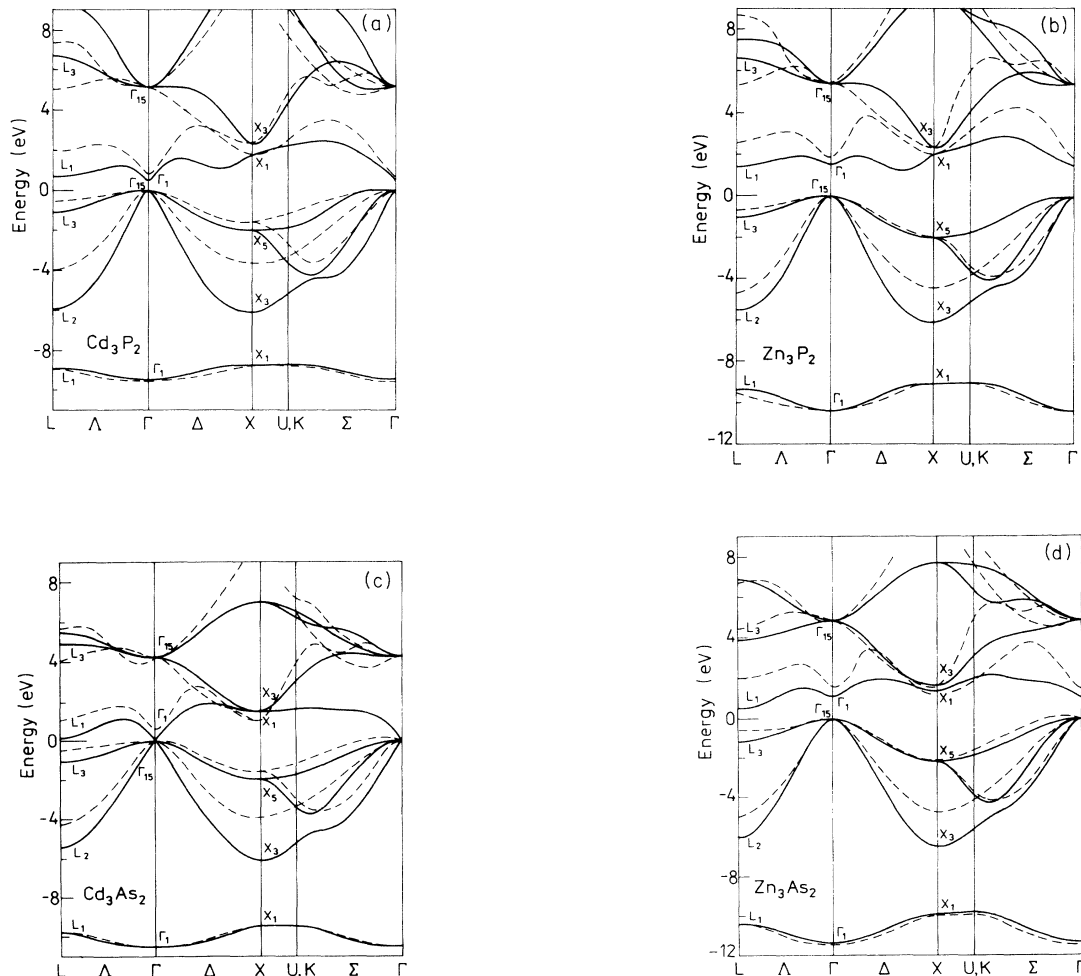 (a)
8
4
0
-4
-8
Energy (eV)
L₃
Γ₁₅
X₃
X₁
L₁
Γ₁₅
Γ₁
L₃
X₅
X₃
L₂
Cd₃P₂
X₁
L₁
Γ₁
L Λ Γ Δ X U,K Σ Γ
(b)
8
4
0
-4
-8
-12
Energy (eV)
L₃
Γ₁₅
X₃
X₁
L₁
Γ₁
Γ₁₅
L₃
X₅
X₃
L₂
Zn₃P₂
X₁
L₁
Γ₁
L Λ Γ Δ X U,K Σ Γ
(c)
8
4
0
-4
-8
Energy (eV)
Γ₁₅
L₃
X₃
X₁
L₁
Γ₁
L₃
Γ₁₅
X₅
L₂
X₃
Cd₃As₂
X₁
L₁
Γ₁
L Λ Γ Δ X U,K Σ Γ
(d)
8
4
0
-4
-8
-12
Energy (eV)
L₃
Γ₁₅
X₃
X₁
L₁
Γ₁
Γ₁₅
L₃
X₅
X₃
L₂
Zn₃As₂
X₁
L₁
Γ₁
L Λ Γ Δ X U,K Σ Γ